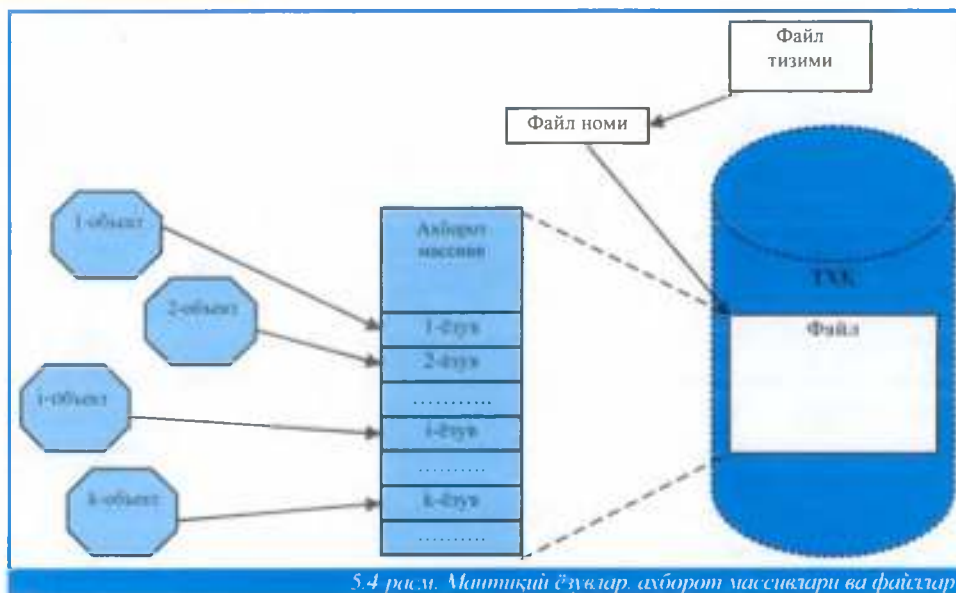 Файл
тизими
Файл номи
1-объект
2-объект
i-объект
k-объект
Ахборот
массиви
1-ёзув
2-ёзув
...........
i-ёзув
..........
k-ёзув
..........
ТХҚ
Файл
5.4 расм. Мантиқий ёзувлар, ахборот массивлари ва файллар